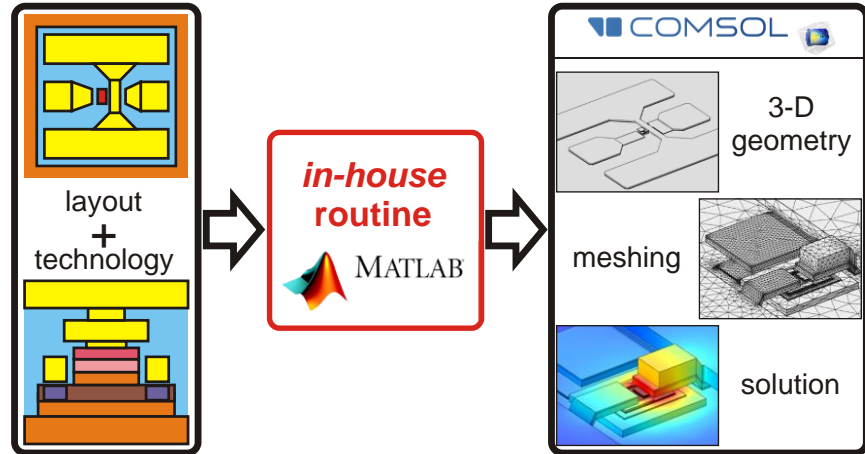 layout
+
technology
in-house
routine
MATLAB®
COMSOL
3-D
geometry
meshing
solution